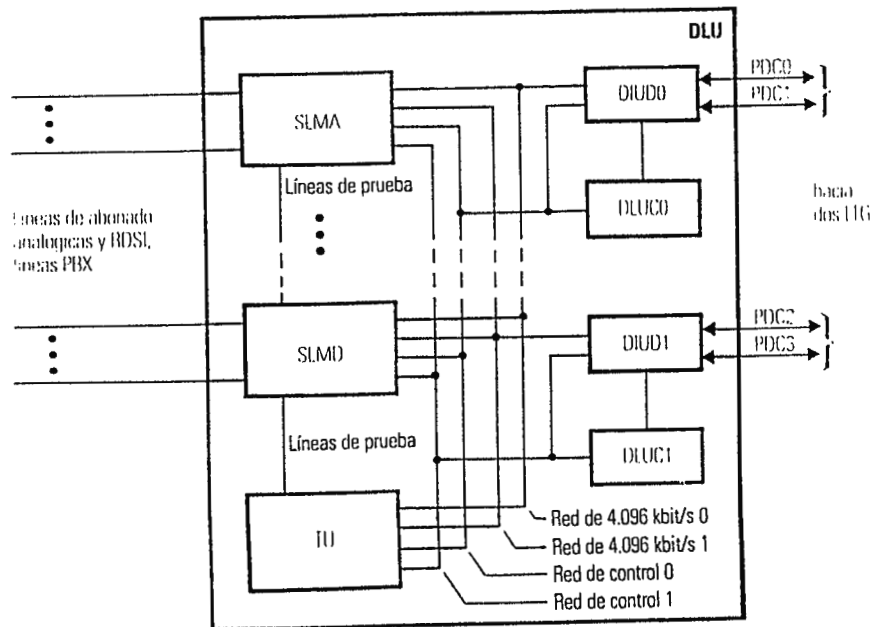 DLU
SLMA
DIUD0
PDC0
PDC1
Líneas de prueba
DLUC0
hacia
dos LTG
Líneas de abonado
analógicas y RDSI,
líneas PBX
SLMD
DIUD1
PDC2
PDC3
Líneas de prueba
DLUC1
TU
Red de 4.096 kbit/s 0
Red de 4.096 kbit/s 1
Red de control 0
Red de control 1